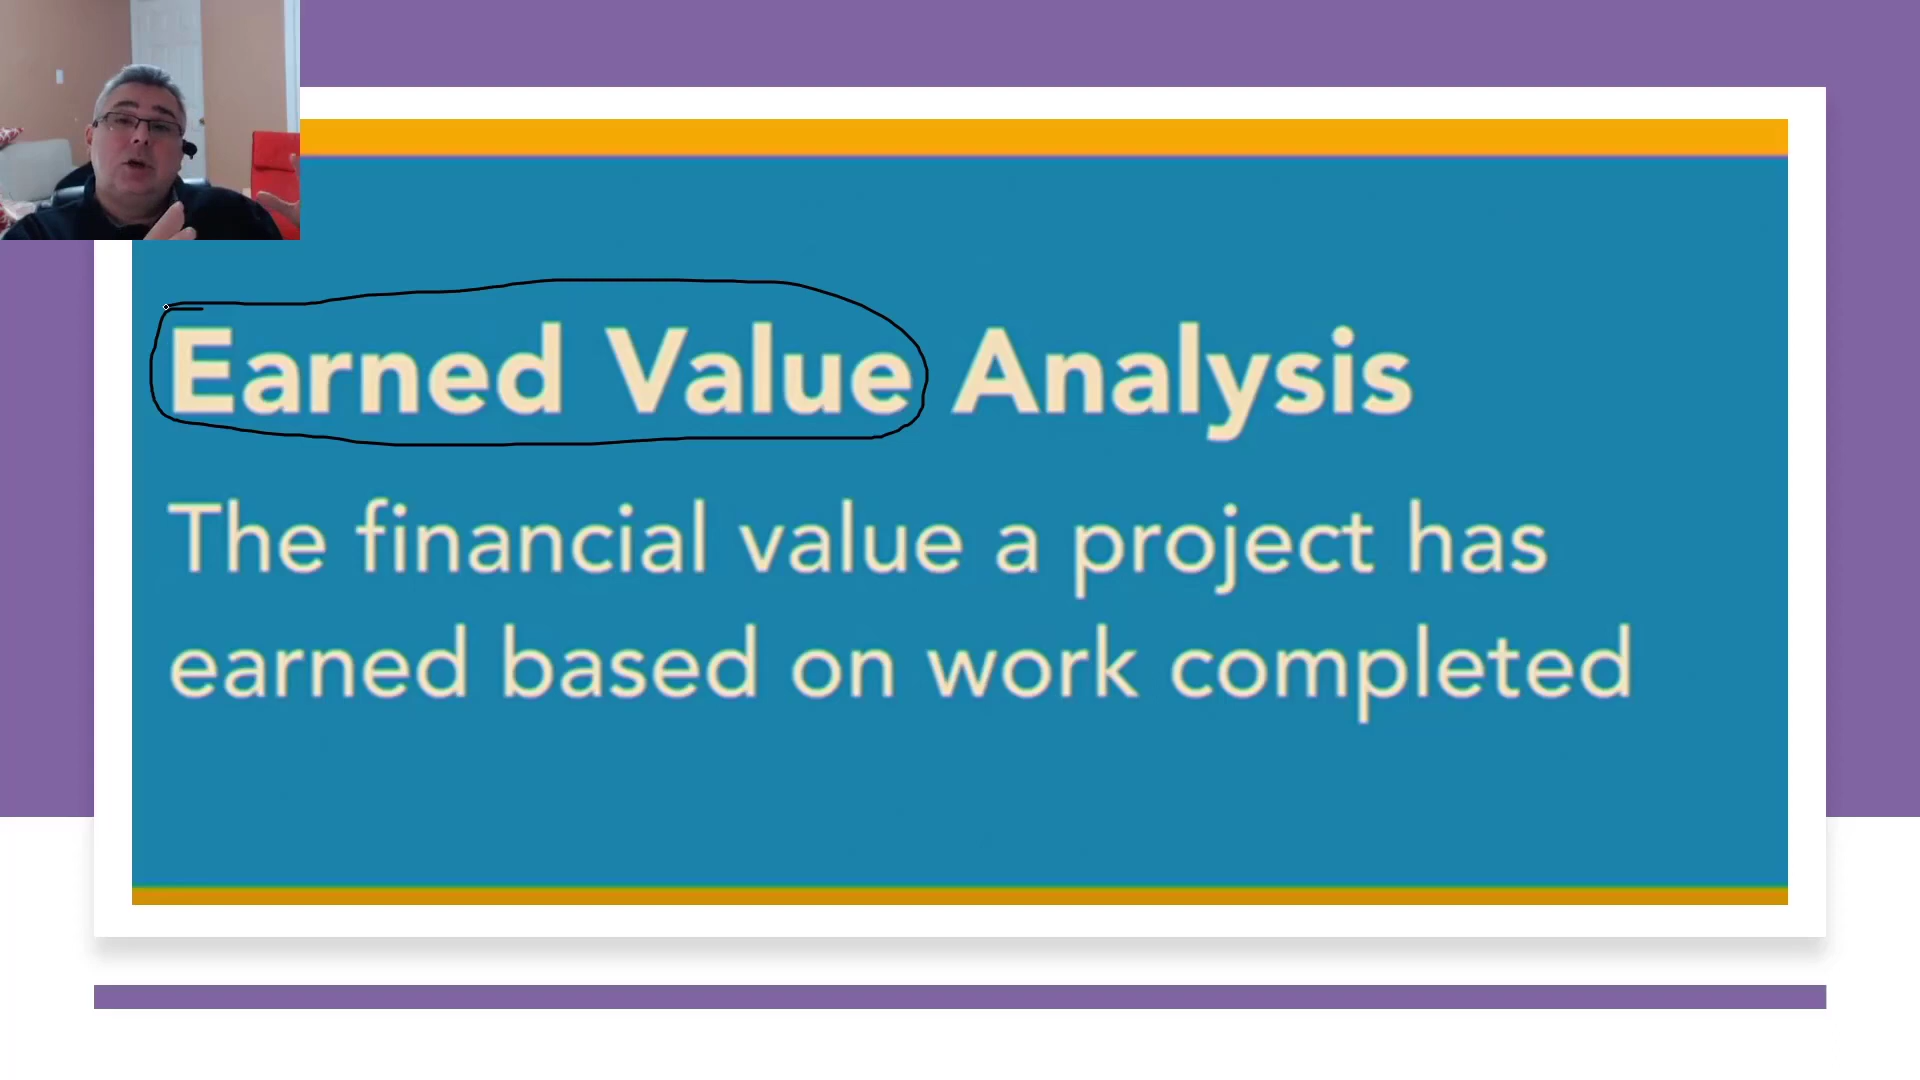 Earned Value Analysis
The financial value a project has
earned based on work completed